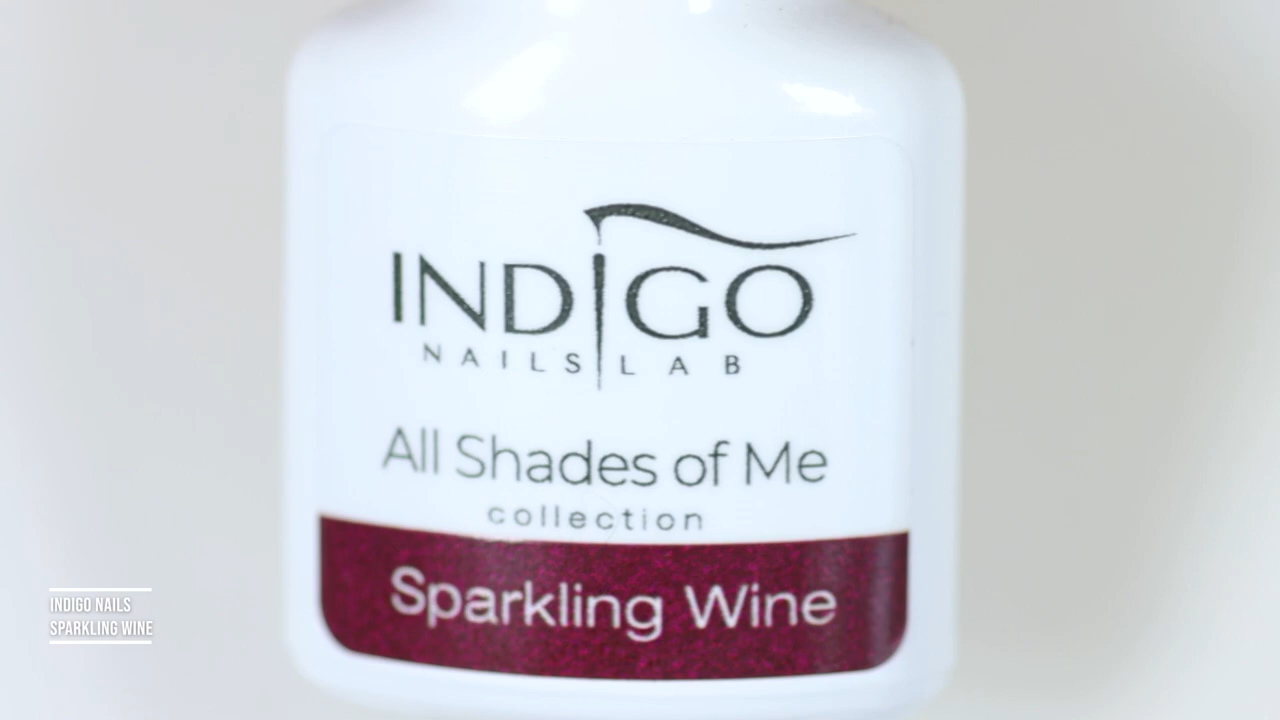 INDIGO
NAILS LAB
All Shades of Me
collection
Sparkling Wine
INDIGO NAILS
SPARKLING WINE